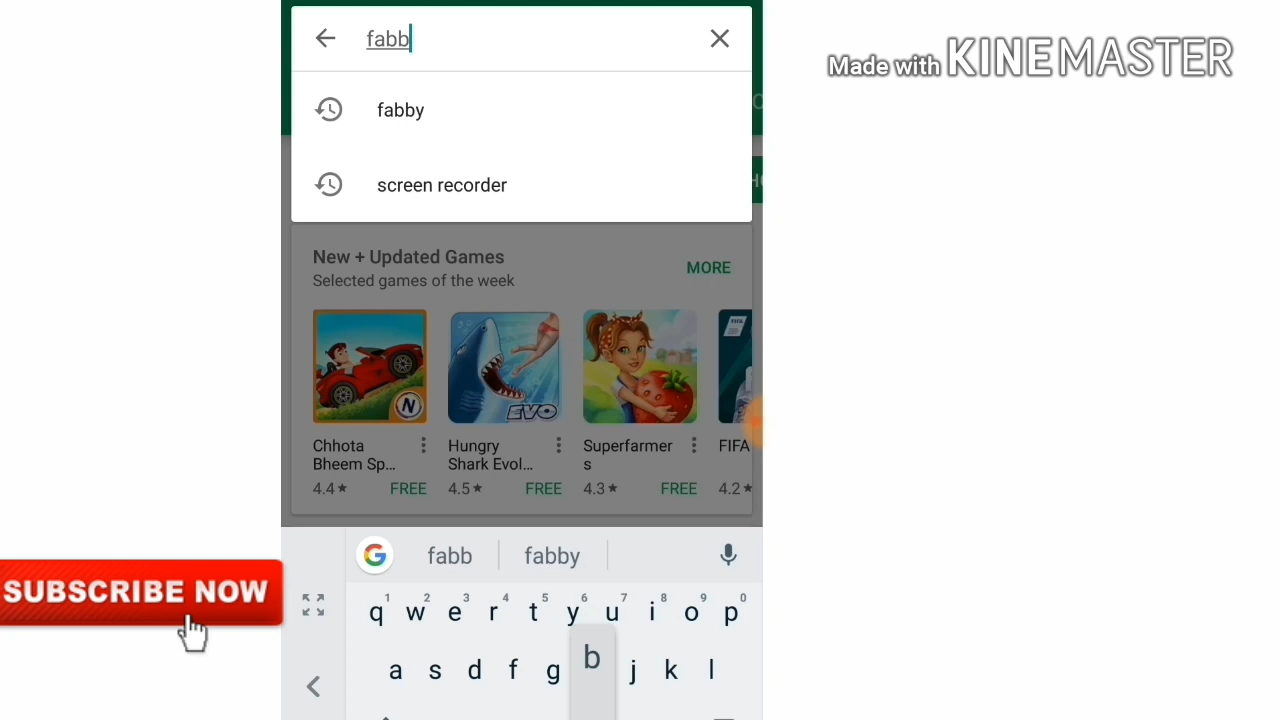 fabb
Made with KINEMASTER
fabby
screen recorder
New + Updated Games
MORE
Selected games of the week
N
EVO
FIFA
Chhota
Bheem Sp...
Hungry
Shark Evol...
Superfarmer
s
FIFA
4.4★ FREE
4.5★ FREE
4.3★ FREE
4.2★
fabb fabby
SUBSCRIBE NOW
1 2 3 4 5 6 7 8 9 0
q w e r t y u i o p
b
a s d f g j k l